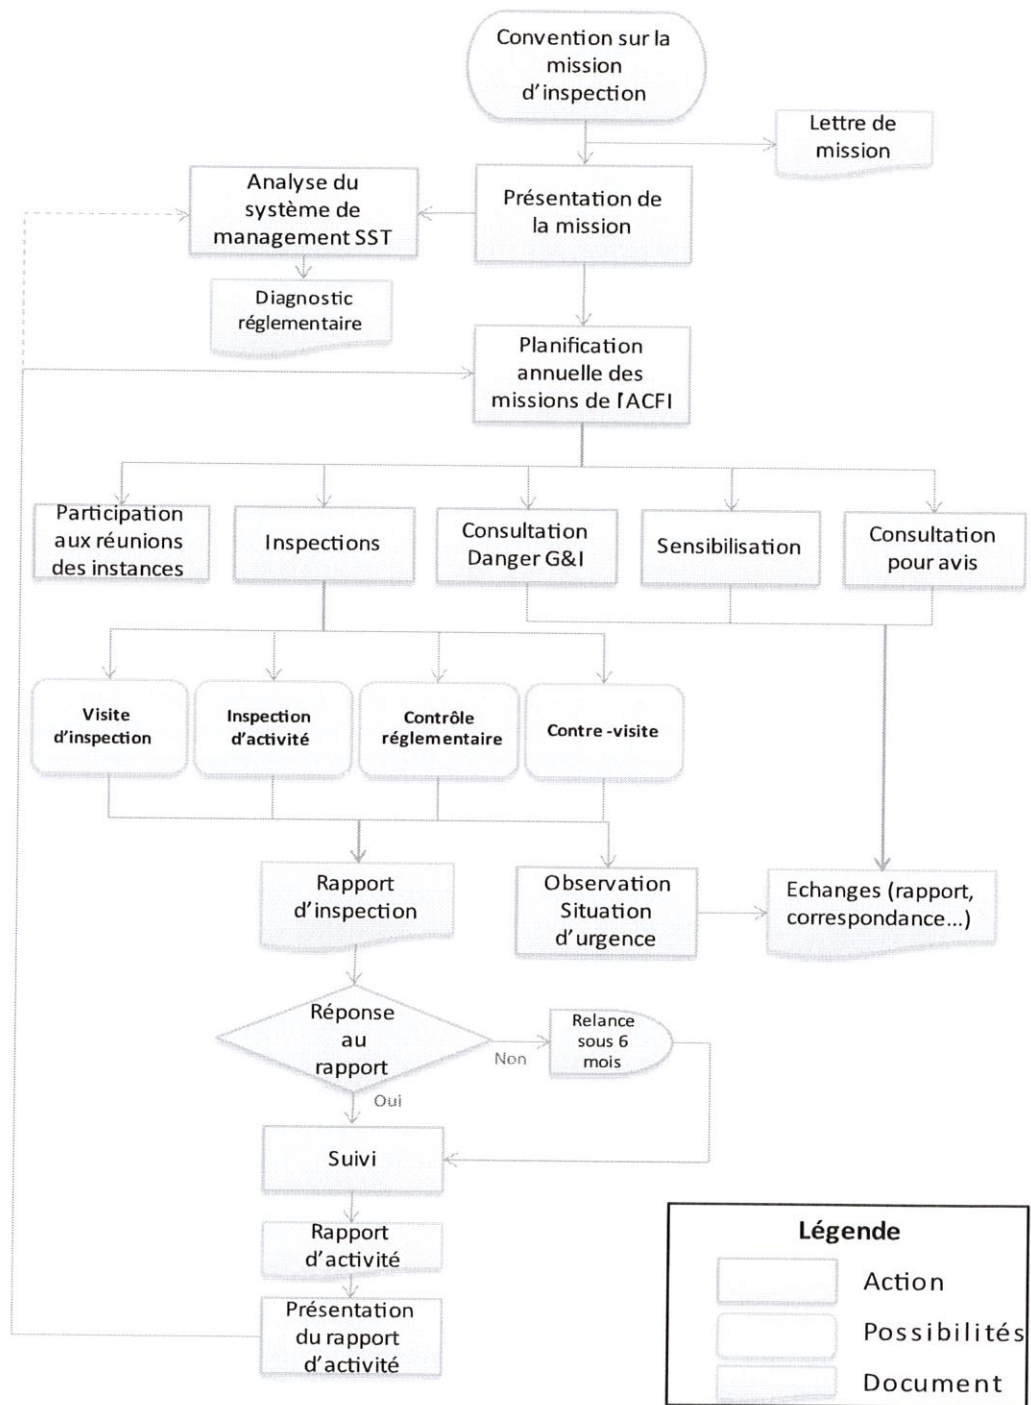 Convention sur la
mission
d'inspection
Lettre de
mission
Analyse du
système de
management SST
Présentation de
la mission
Diagnostic
réglementaire
Planification
annuelle des
missions de l'ACFI
Participation
aux réunions
des instances
Inspections
Consultation
Danger G&I
Sensibilisation
Consultation
pour avis
Visite
d'inspection
Inspection
d'activité
Contrôle
réglementaire
Contre -visite
Rapport
d'inspection
Observation
Situation
d'urgence
Echanges (rapport,
correspondance...)
Réponse
au
rapport
Non
Relance
sous 6
mois
Oui
Suivi
Rapport
d'activité
Présentation
du rapport
d'activité
Légende
Action
Possibilités
Document